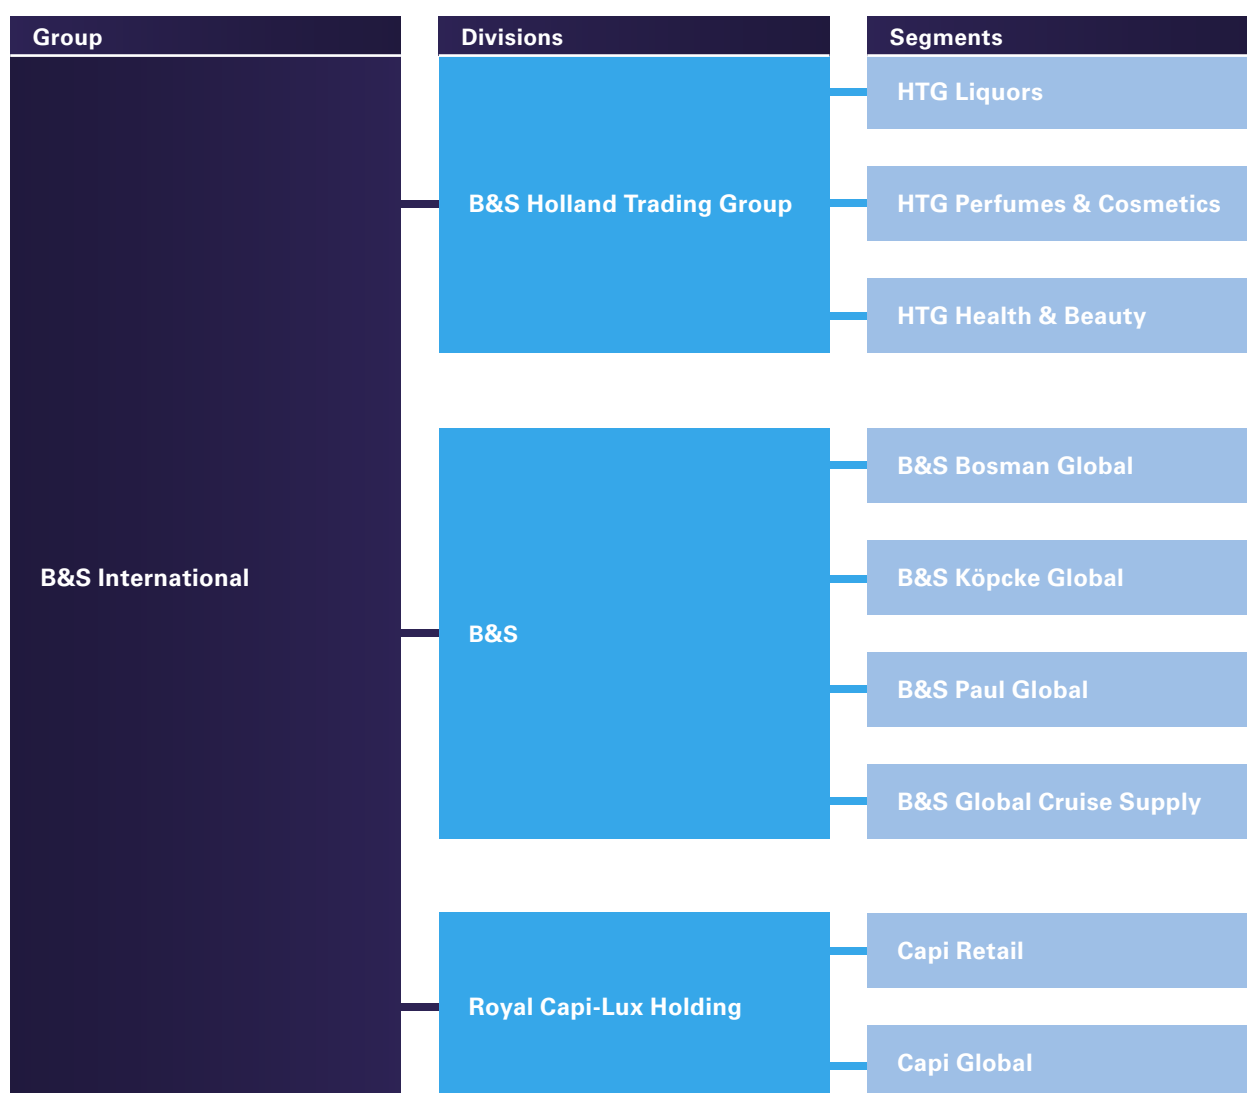 Group
Divisions
Segments
B&S International
B&S Holland Trading Group
HTG Liquors
HTG Perfumes & Cosmetics
HTG Health & Beauty
B&S
B&S Bosman Global
B&S Köpcke Global
B&S Paul Global
B&S Global Cruise Supply
Royal Capi-Lux Holding
Capi Retail
Capi Global